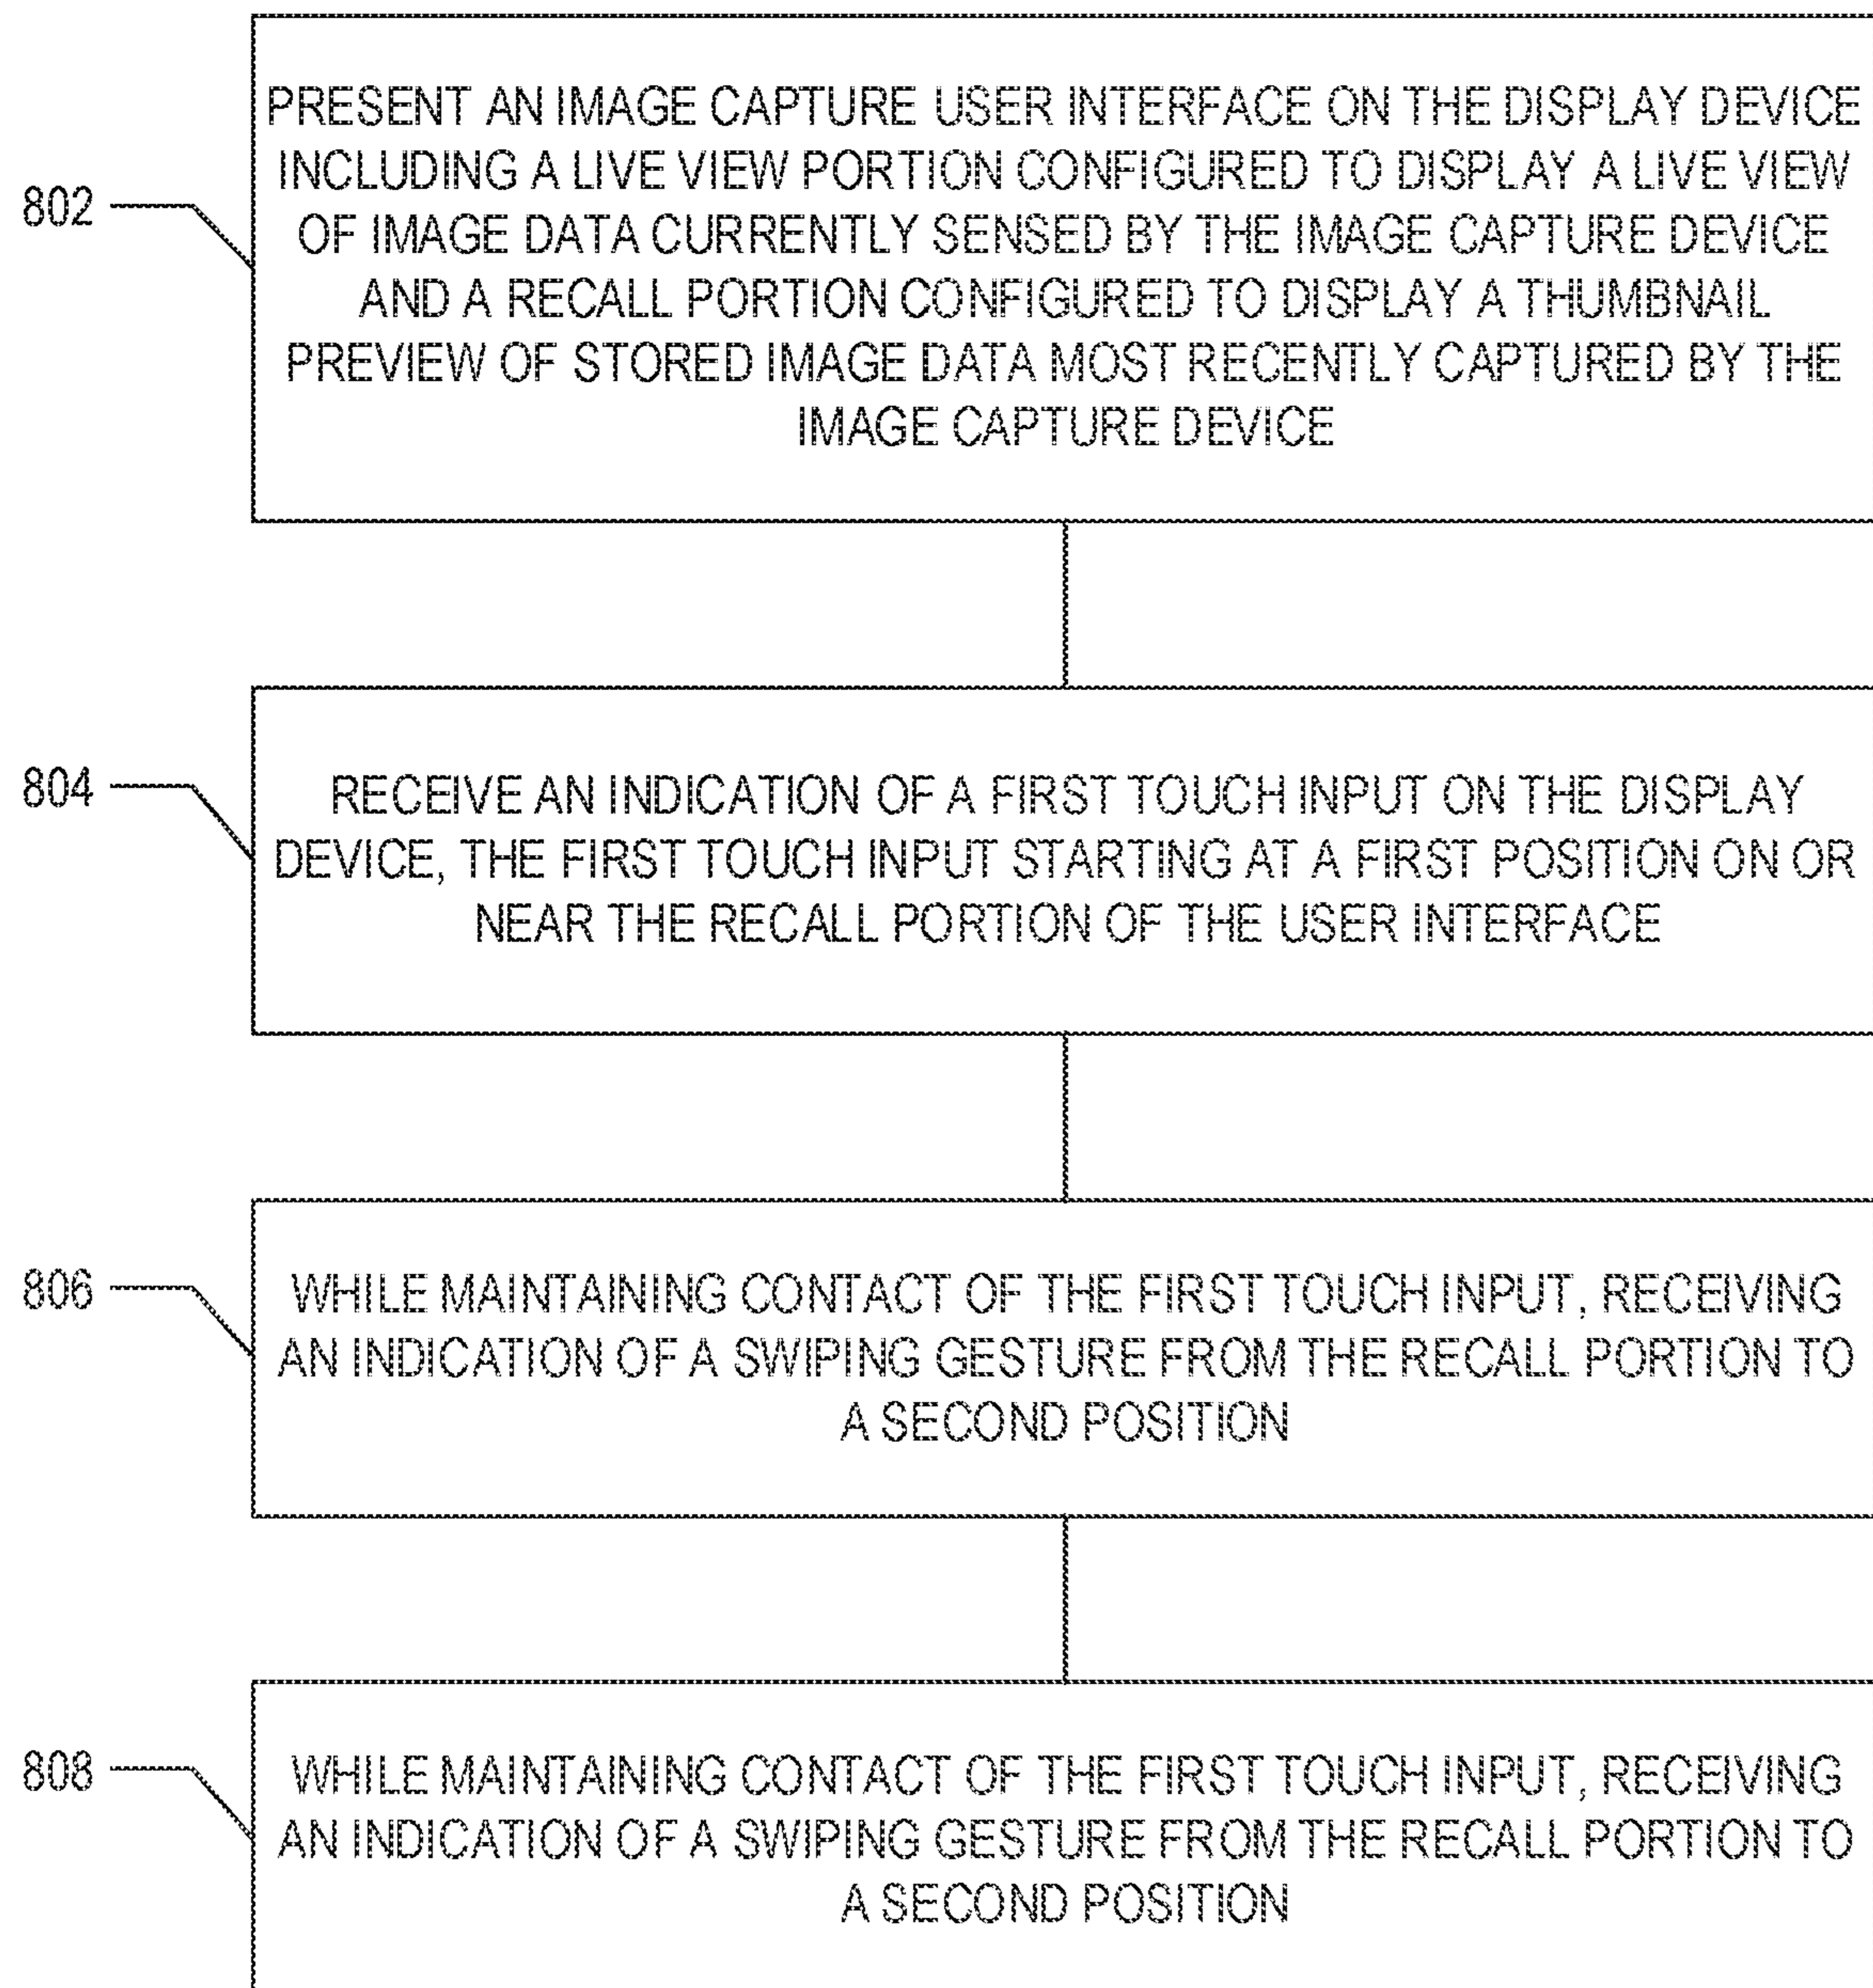 802
PRESENT AN IMAGE CAPTURE USER INTERFACE ON THE DISPLAY DEVICE
INCLUDING A LIVE VIEW PORTION CONFIGURED TO DISPLAY A LIVE VIEW
OF IMAGE DATA CURRENTLY SENSED BY THE IMAGE CAPTURE DEVICE
AND A RECALL PORTION CONFIGURED TO DISPLAY A THUMBNAIL
PREVIEW OF STORED IMAGE DATA MOST RECENTLY CAPTURED BY THE
IMAGE CAPTURE DEVICE
804
RECEIVE AN INDICATION OF A FIRST TOUCH INPUT ON THE DISPLAY
DEVICE, THE FIRST TOUCH INPUT STARTING AT A FIRST POSITION ON OR
NEAR THE RECALL PORTION OF THE USER INTERFACE
806
WHILE MAINTAINING CONTACT OF THE FIRST TOUCH INPUT, RECEIVING
AN INDICATION OF A SWIPING GESTURE FROM THE RECALL PORTION TO
A SECOND POSITION
808
WHILE MAINTAINING CONTACT OF THE FIRST TOUCH INPUT, RECEIVING
AN INDICATION OF A SWIPING GESTURE FROM THE RECALL PORTION TO
A SECOND POSITION